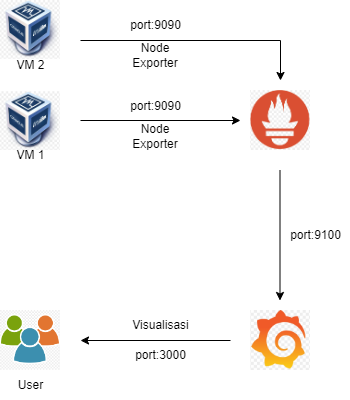 port:9090
Node
Exporter
VM 2
port:9090
Node
Exporter
VM 1
port:9100
Visualisasi
port:3000
User